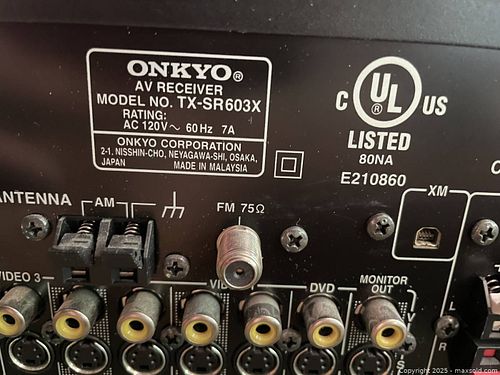 ONKYO®
AV RECEIVER
MODEL NO. TX-SR603X
RATING:
AC 120V~ 60 Hz 7A
ONKYO CORPORATION
2-1, NISSHIN-CHO, NEYAGAWA-SHI, OSAKA,
JAPAN MADE IN MALAYSIA
C UL® US
LISTED
80NA
E210860
XM
ANTENNA
AM
FM 75Ω
VIDEO 3
DVD
MONITOR
OUT
V
S
L
R
Copyright 2025 - maxsold.com